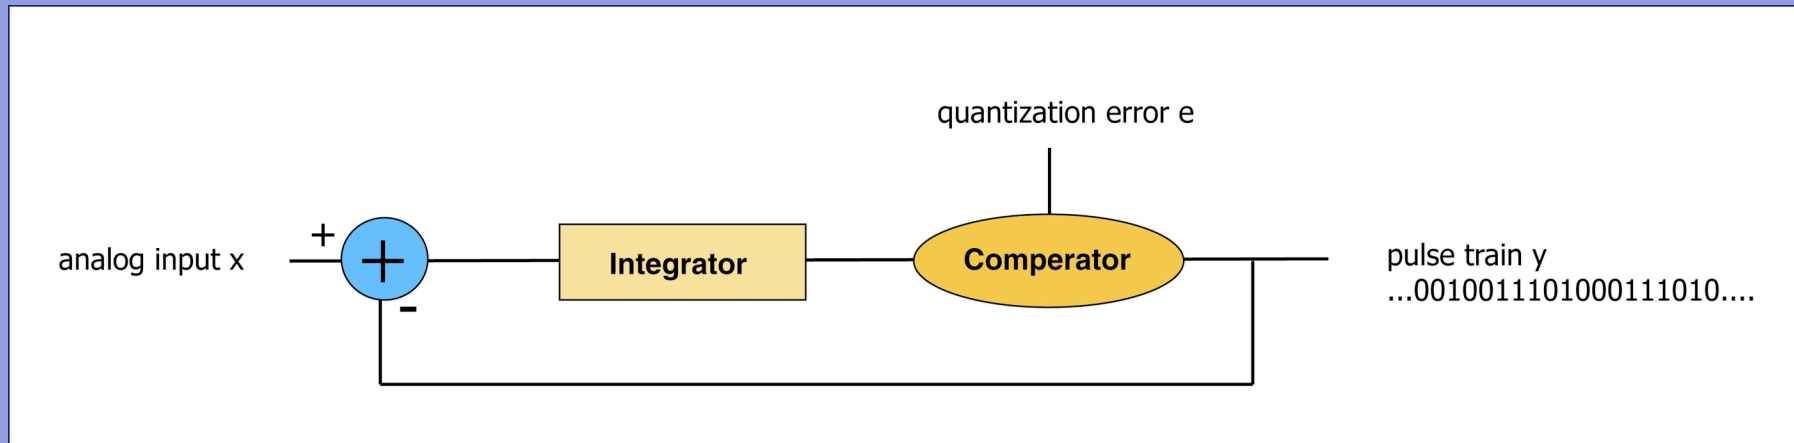 quantization error e
+
analog input x
+
Integrator
Comperator
pulse train y
...0010011101000111010....
-